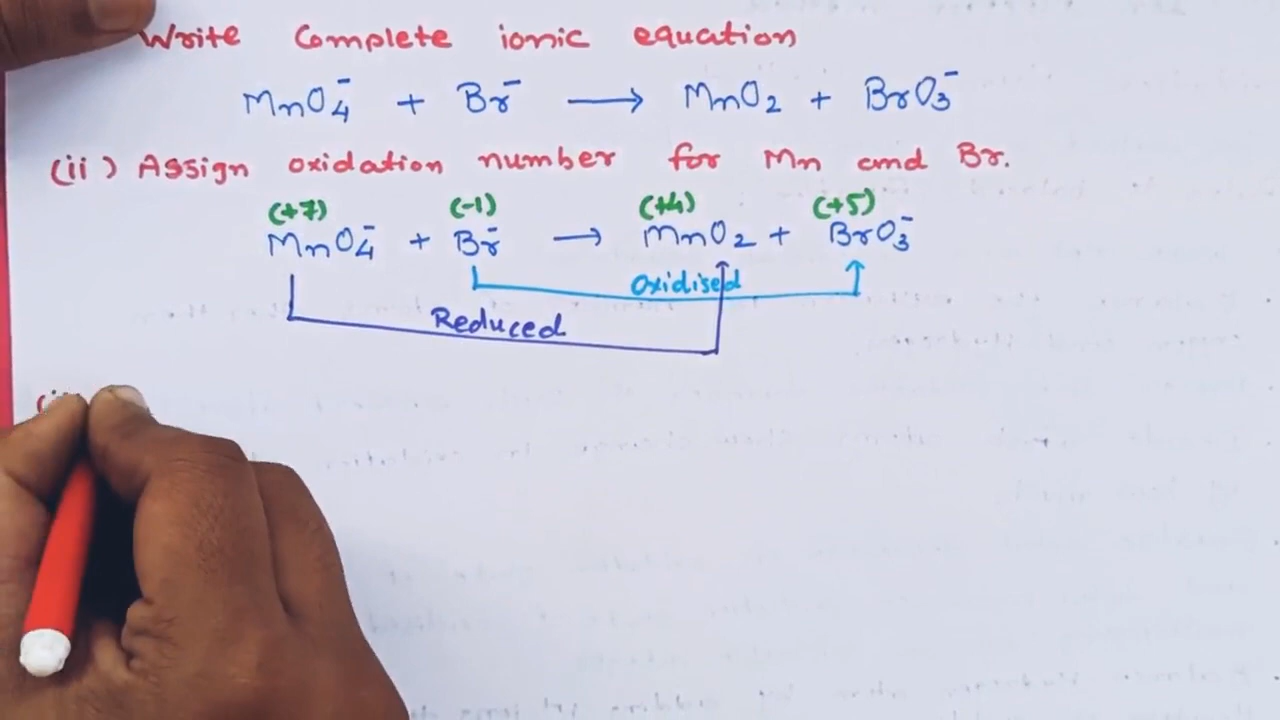 Write Complete ionic equation
MnO₄⁻ + Br⁻ ⟶ MnO₂ + BrO₃⁻
(ii) Assign oxidation number for Mn and Br.
(+7) (-1) (+4) (+5)
MnO₄⁻ + Br⁻ ⟶ MnO₂ + BrO₃⁻
Oxidised
Reduced